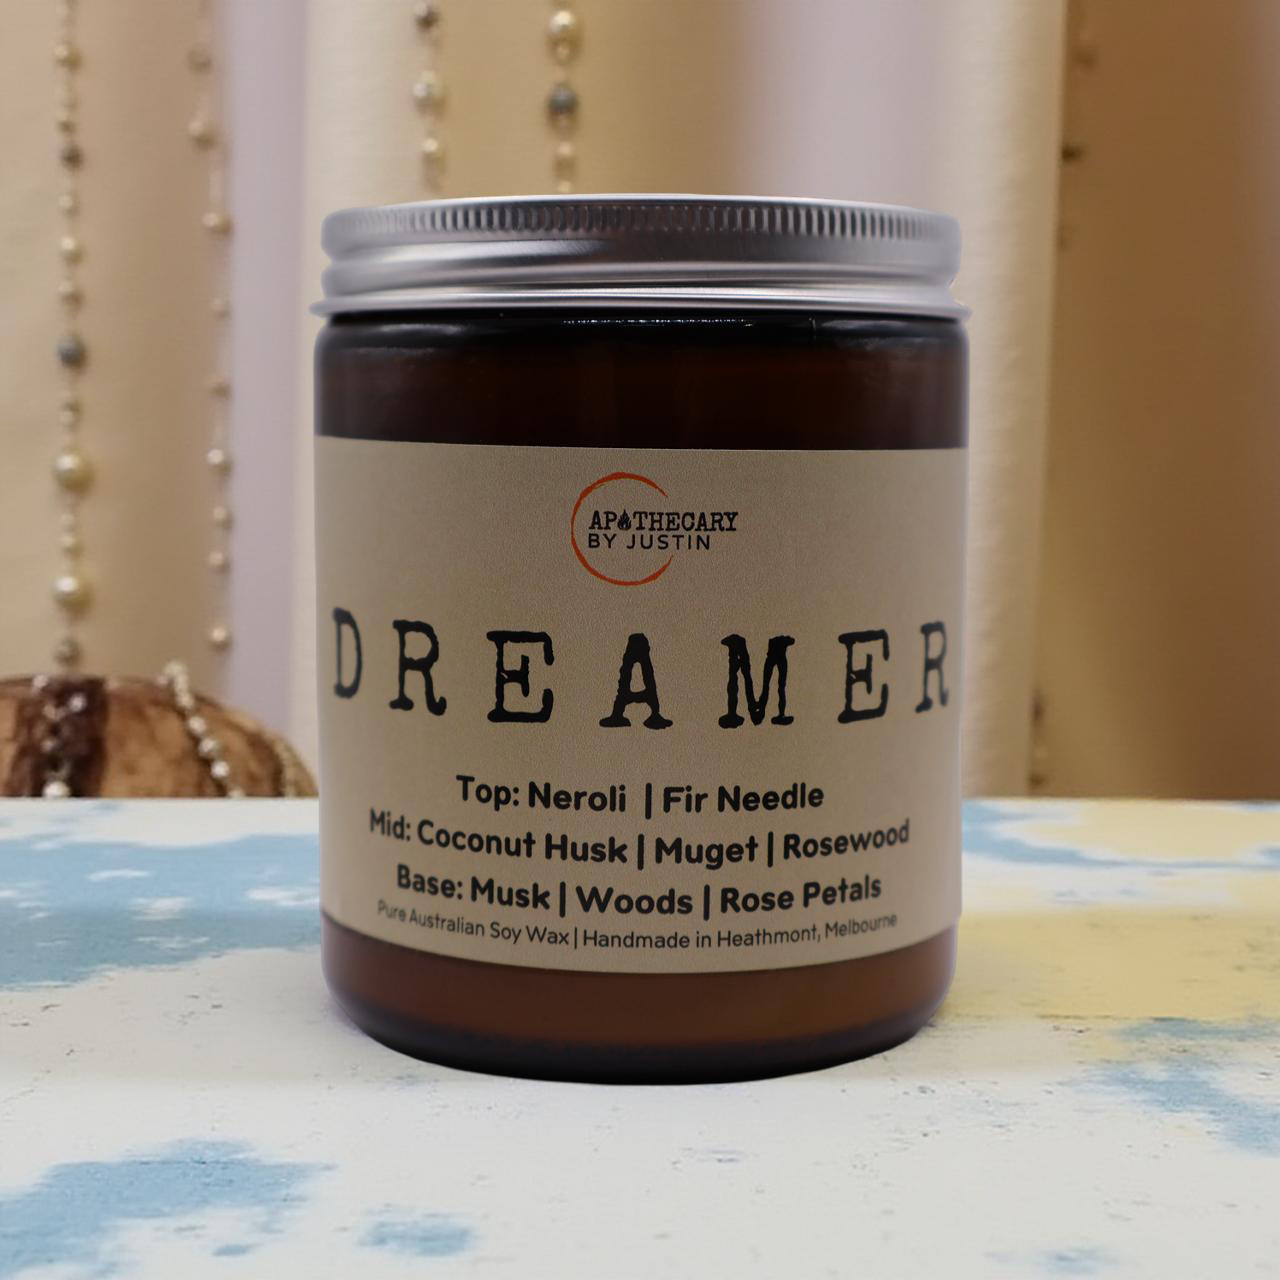 APOTHECARY
BY JUSTIN
DREAMER
Top: Neroli | Fir Needle
Mid: Coconut Husk | Muget | Rosewood
Base: Musk | Woods | Rose Petals
Pure Australian Soy Wax | Handmade in Heathmont, Melbourne